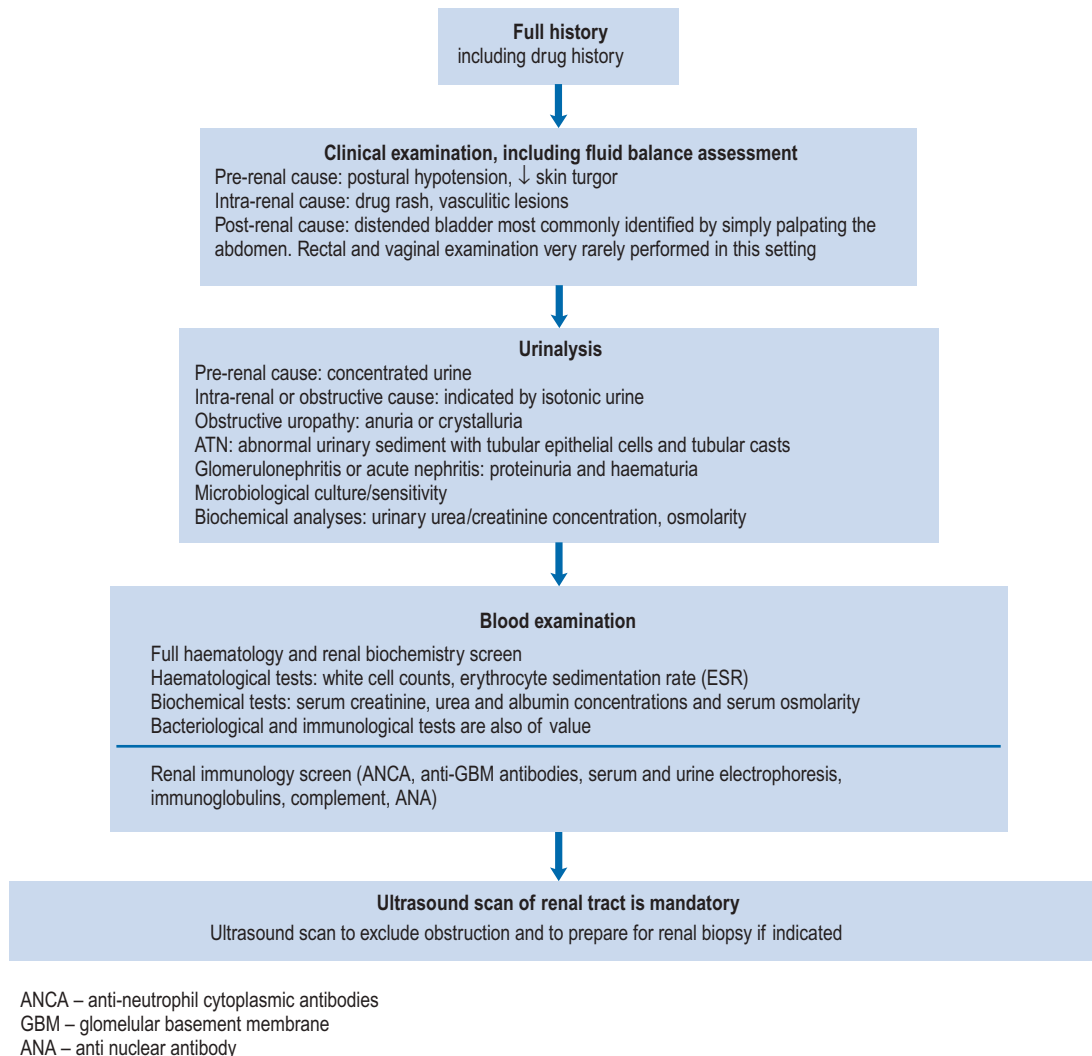 Full history
including drug history
Clinical examination, including fluid balance assessment
Pre-renal cause: postural hypotension, ↓ skin turgor
Intra-renal cause: drug rash, vasculitic lesions
Post-renal cause: distended bladder most commonly identified by simply palpating the
abdomen. Rectal and vaginal examination very rarely performed in this setting
Urinalysis
Pre-renal cause: concentrated urine
Intra-renal or obstructive cause: indicated by isotonic urine
Obstructive uropathy: anuria or crystalluria
ATN: abnormal urinary sediment with tubular epithelial cells and tubular casts
Glomerulonephritis or acute nephritis: proteinuria and haematuria
Microbiological culture/sensitivity
Biochemical analyses: urinary urea/creatinine concentration, osmolarity
Blood examination
Full haematology and renal biochemistry screen
Haematological tests: white cell counts, erythrocyte sedimentation rate (ESR)
Biochemical tests: serum creatinine, urea and albumin concentrations and serum osmolarity
Bacteriological and immunological tests are also of value
Renal immunology screen (ANCA, anti-GBM antibodies, serum and urine electrophoresis,
immunoglobulins, complement, ANA)
Ultrasound scan of renal tract is mandatory
Ultrasound scan to exclude obstruction and to prepare for renal biopsy if indicated
ANCA – anti-neutrophil cytoplasmic antibodies
GBM – glomelular basement membrane
ANA – anti nuclear antibody